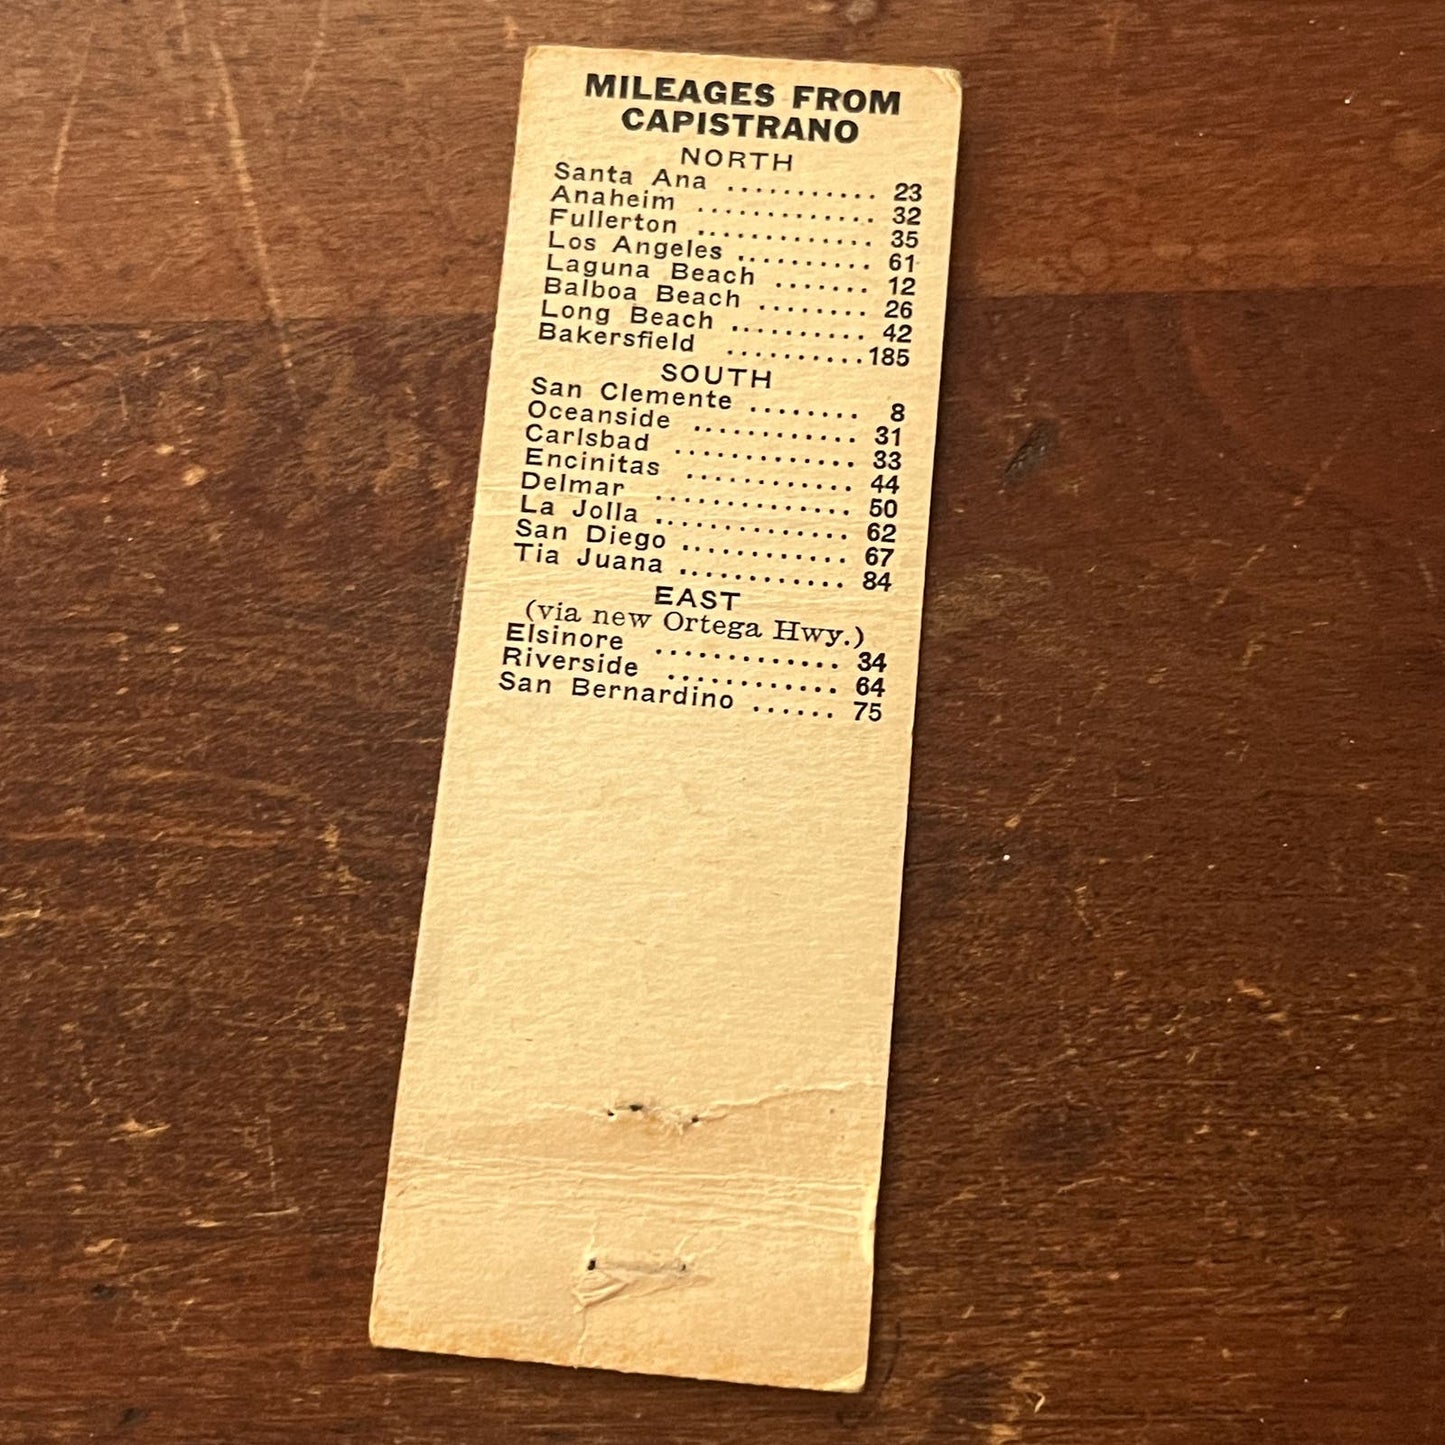 MILEAGES FROM
CAPISTRANO
NORTH
Santa Ana ........... 23
Anaheim ............. 32
Fullerton ............. 35
Los Angeles .......... 61
Laguna Beach ....... 12
Balboa Beach ........ 26
Long Beach .......... 42
Bakersfield ..........185
SOUTH
San Clemente ........ 8
Oceanside ............ 31
Carlsbad ............. 33
Encinitas ............ 44
Delmar .............. 50
La Jolla .............. 62
San Diego ............ 67
Tia Juana ............ 84
EAST
(via new Ortega Hwy.)
Elsinore ............. 34
Riverside ............ 64
San Bernardino ...... 75